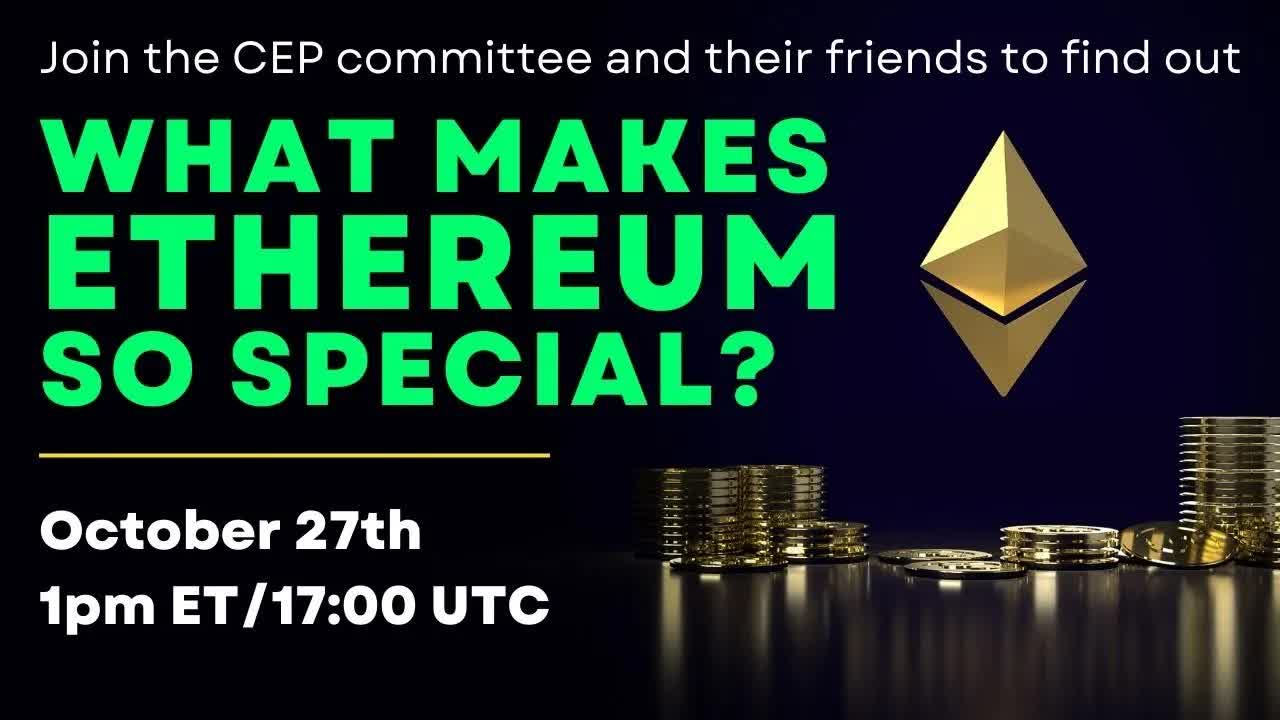 Join the CEP committee and their friends to find out
WHAT MAKES
ETHEREUM
SO SPECIAL?
October 27th
1pm ET/17:00 UTC